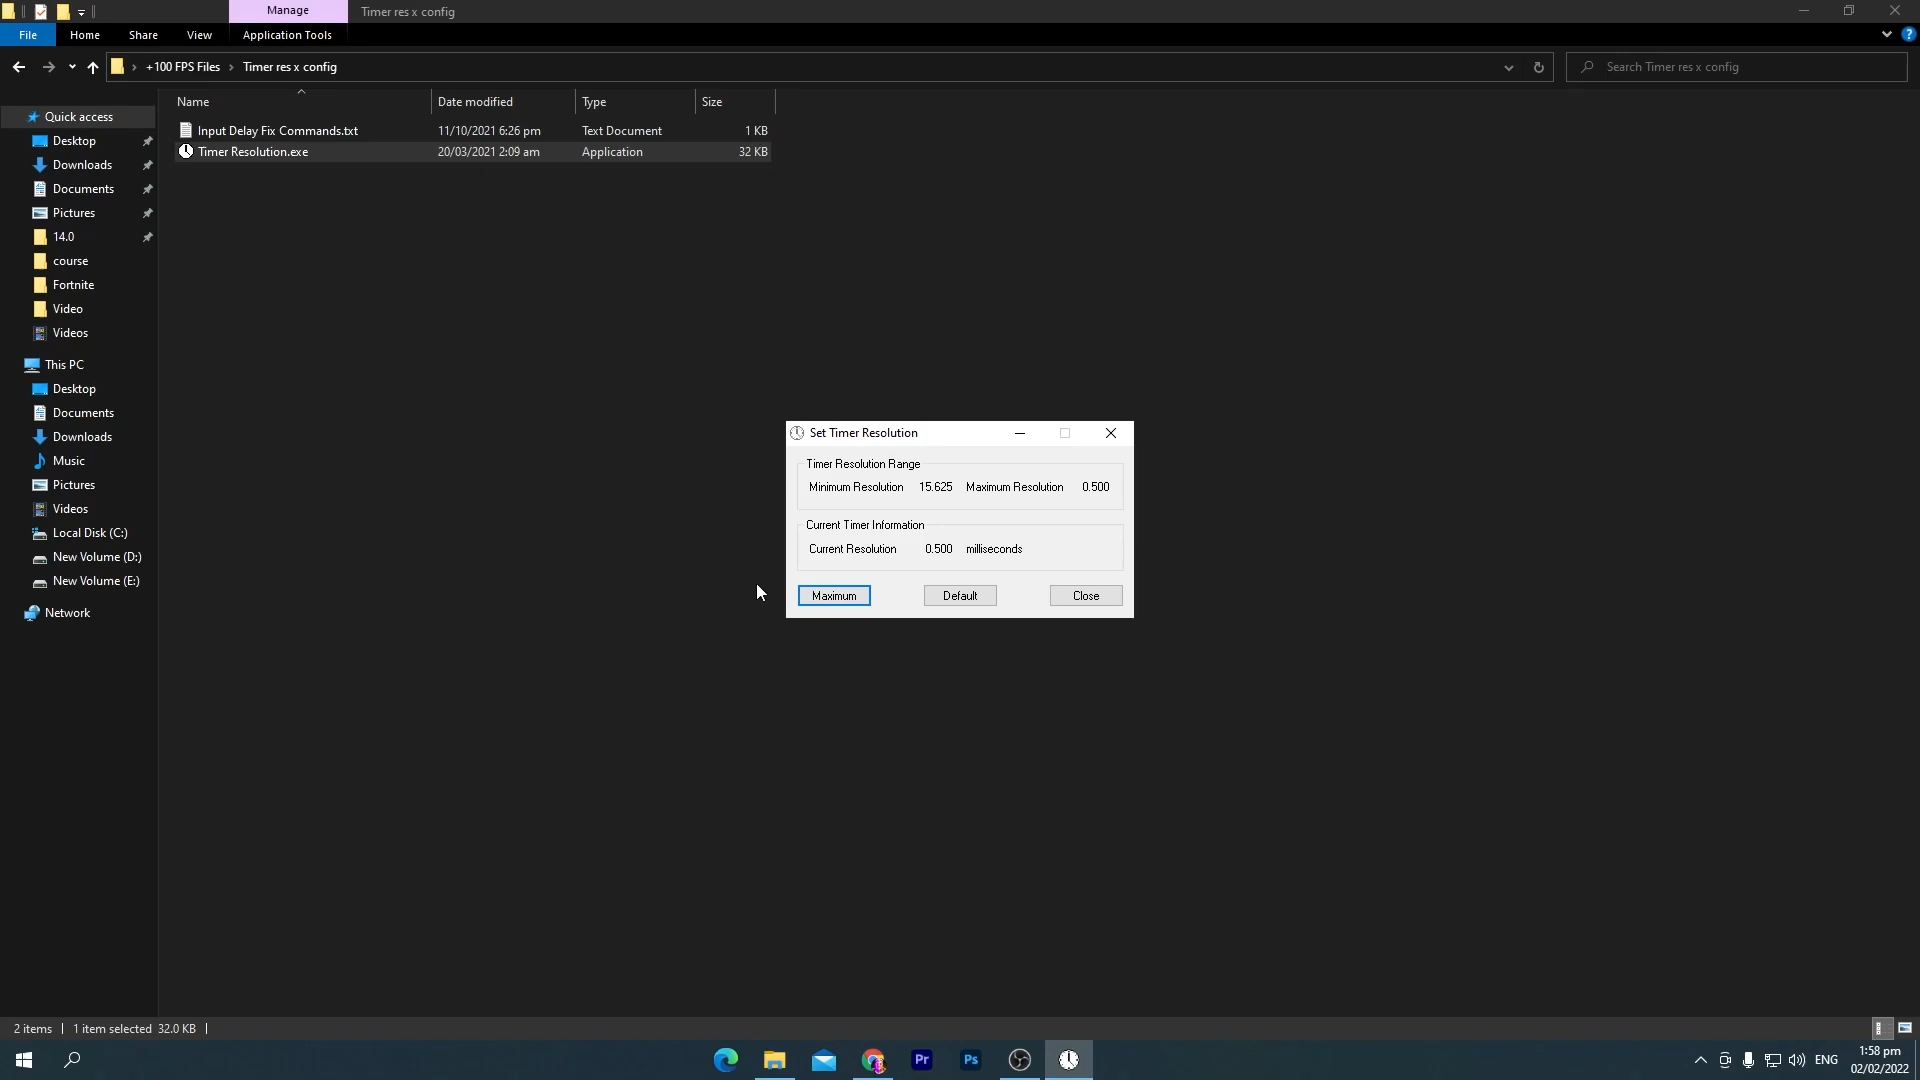 Manage Timer res x config
File Home Share View Application Tools
+100 FPS Files Timer res x config Search Timer res x config
Name Date modified Type Size
Input Delay Fix Commands.txt 11/10/2021 6:26 pm Text Document 1 KB
Timer Resolution.exe 20/03/2021 2:09 am Application 32 KB
Quick access
Desktop
Downloads
Documents
Pictures
14.0
course
Fortnite
Video
Videos
This PC
Desktop
Documents
Downloads
Music
Pictures
Videos
Local Disk (C:)
New Volume (D:)
New Volume (E:)
Network
Set Timer Resolution
Timer Resolution Range
Minimum Resolution 15.625 Maximum Resolution 0.500
Current Timer Information
Current Resolution 0.500 milliseconds
Maximum Default Close
2 items 1 item selected 32.0 KB
Pr Ps ENG 1:58 pm
02/02/2022